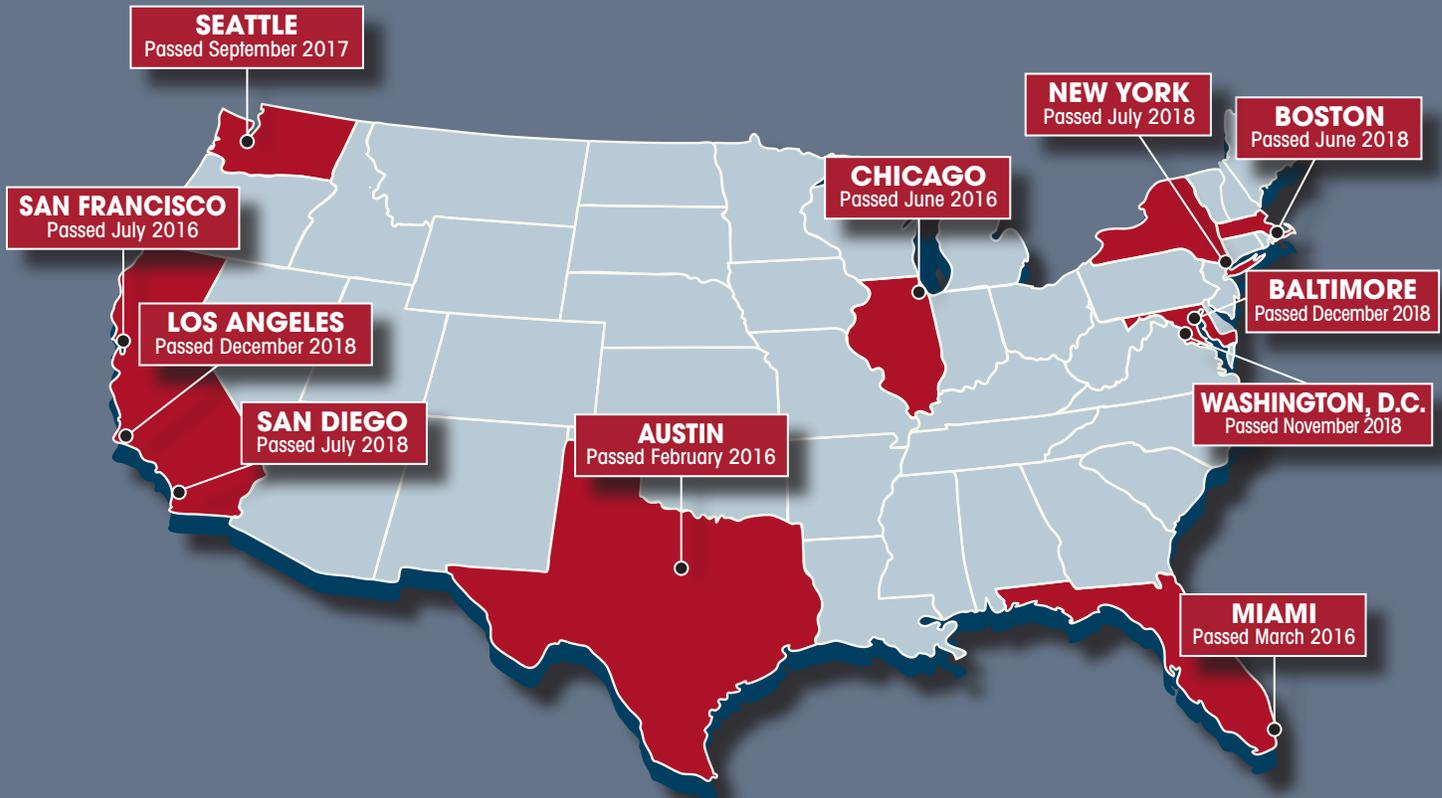 SEATTLE
Passed September 2017
NEW YORK
Passed July 2018
BOSTON
Passed June 2018
CHICAGO
Passed June 2016
SAN FRANCISCO
Passed July 2016
BALTIMORE
Passed December 2018
LOS ANGELES
Passed December 2018
WASHINGTON, D.C.
Passed November 2018
SAN DIEGO
Passed July 2018
AUSTIN
Passed February 2016
MIAMI
Passed March 2016